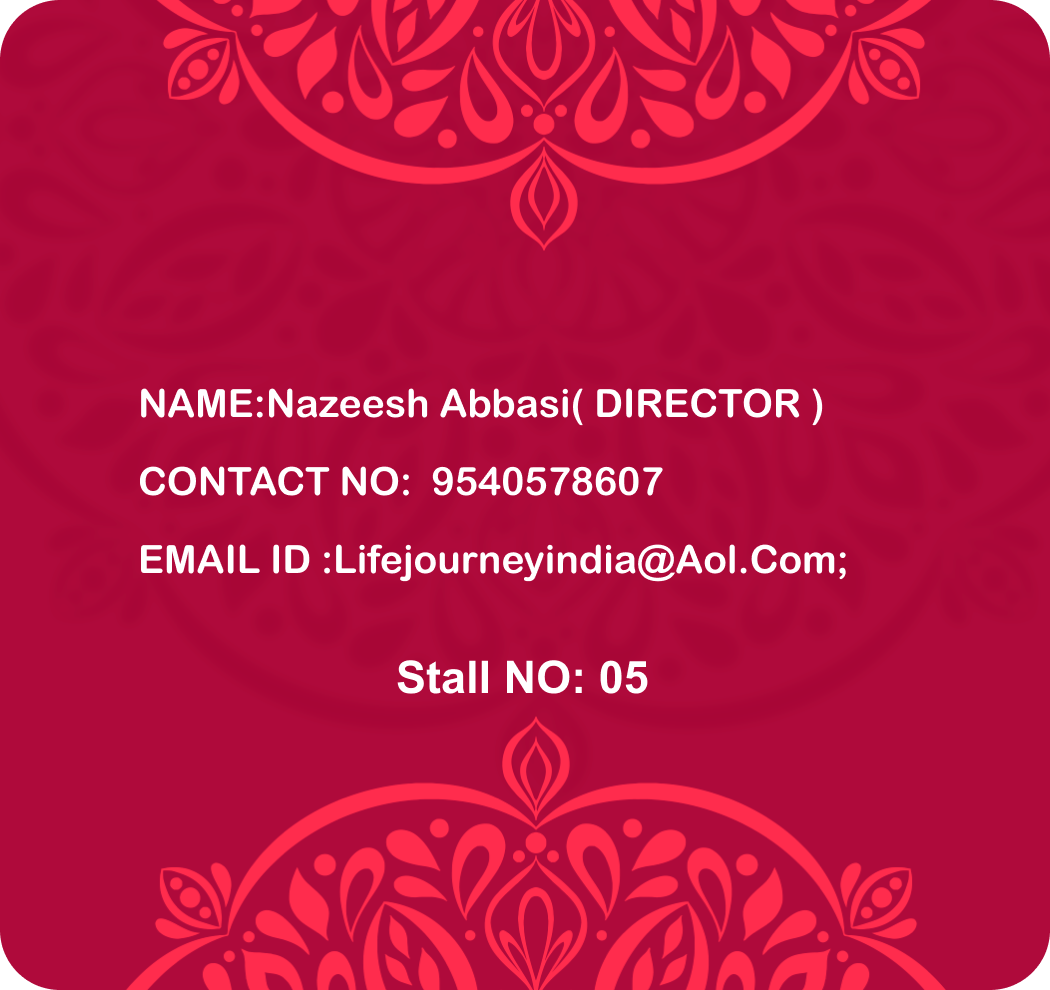 NAME:Nazeesh Abbasi( DIRECTOR )
CONTACT NO:  9540578607
EMAIL ID :Lifejourneyindia@Aol.Com;
Stall NO: 05